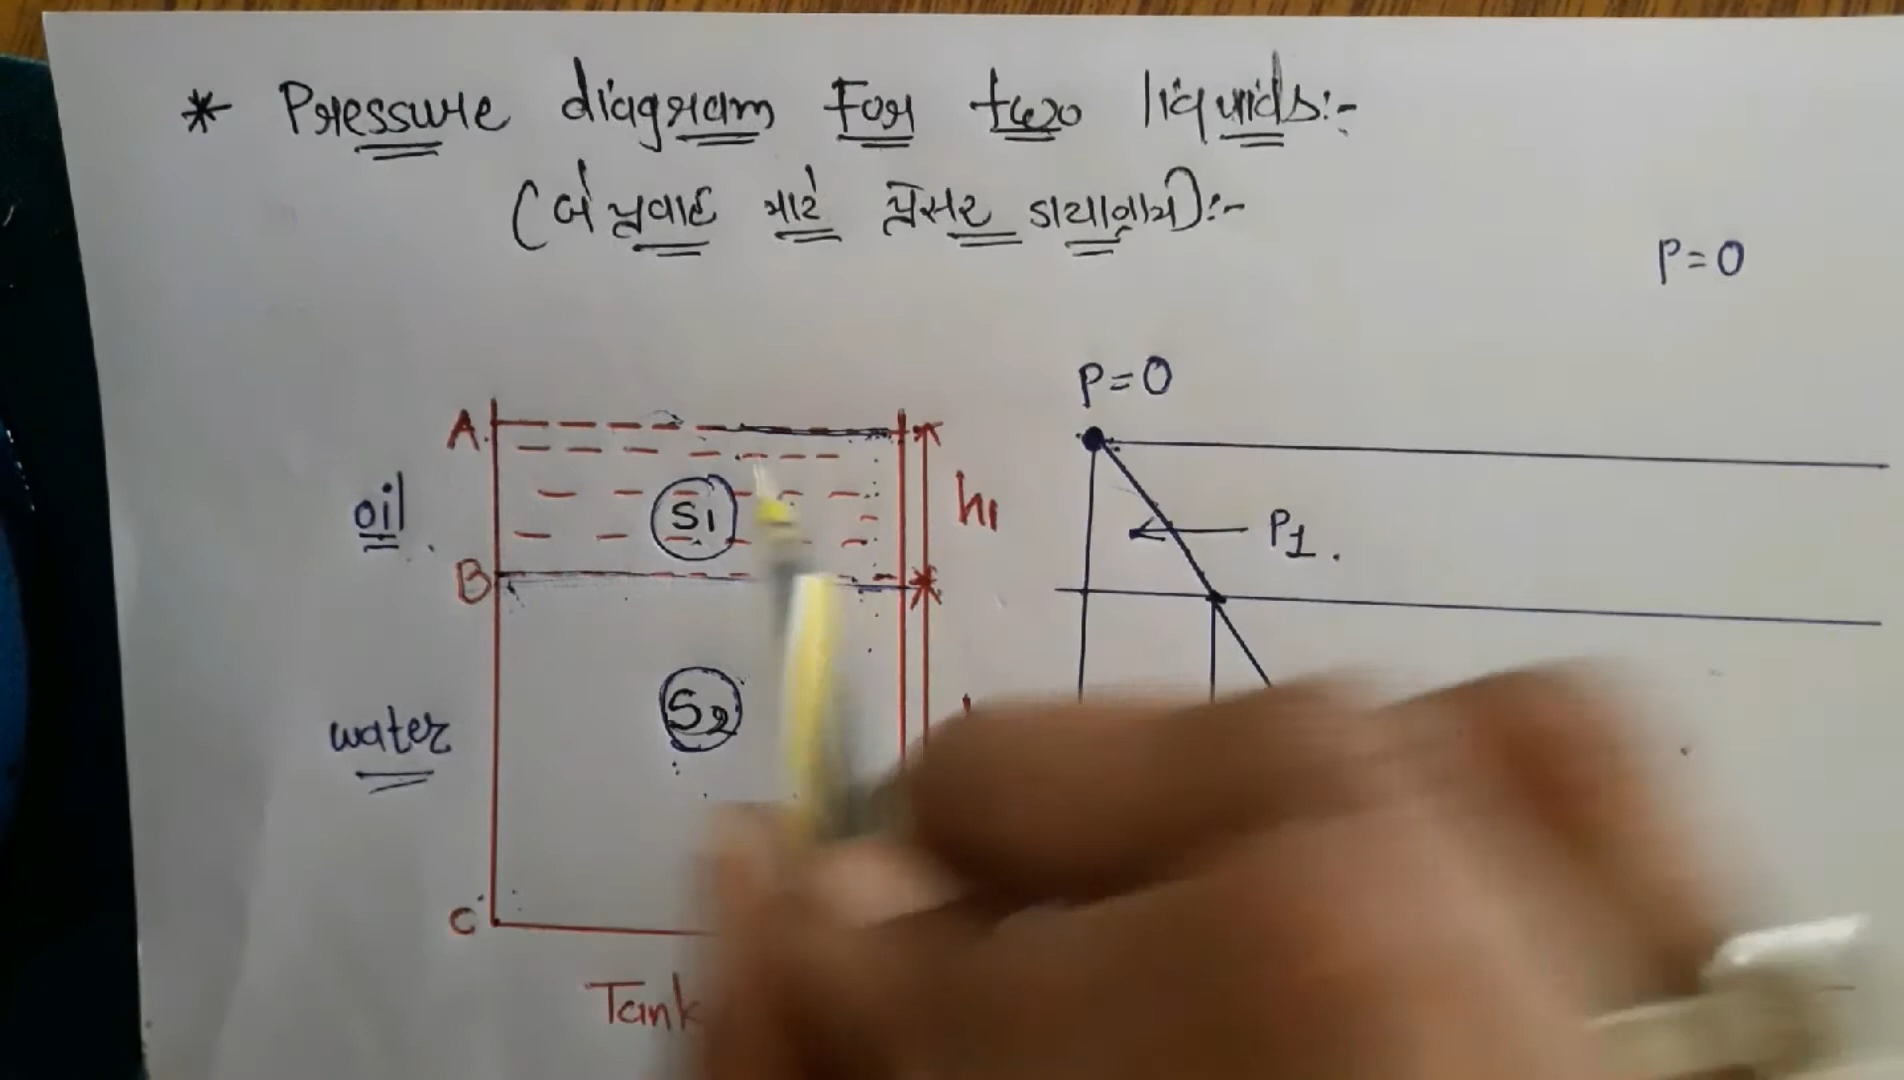 * Pressure diagram For two liquids:-
(બે પ્રવાહ માટે પ્રેસર ડાયાગ્રામ):-
P=0
P=0
A
oil
S1
h1
P1.
B
S2
water
C
Tank